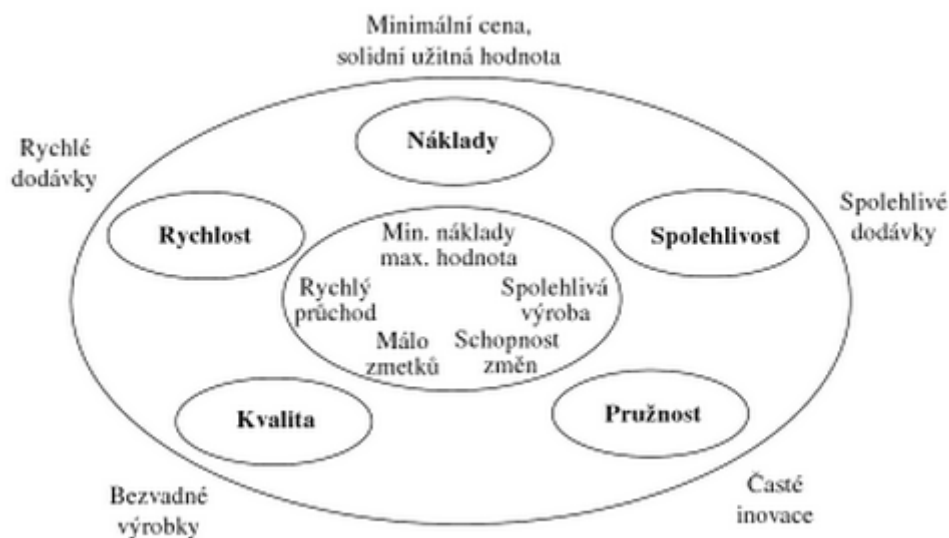 Minimální cena,
solidní užitná hodnota
Náklady
Rychlé
dodávky
Rychlost
Spolehlivost
Spolehlivé
dodávky
Min. náklady
max. hodnota
Rychlý
průchod
Spolehlivá
výroba
Málo
zmetků
Schopnost
změn
Kvalita
Pružnost
Bezvadné
výrobky
Časté
inovace